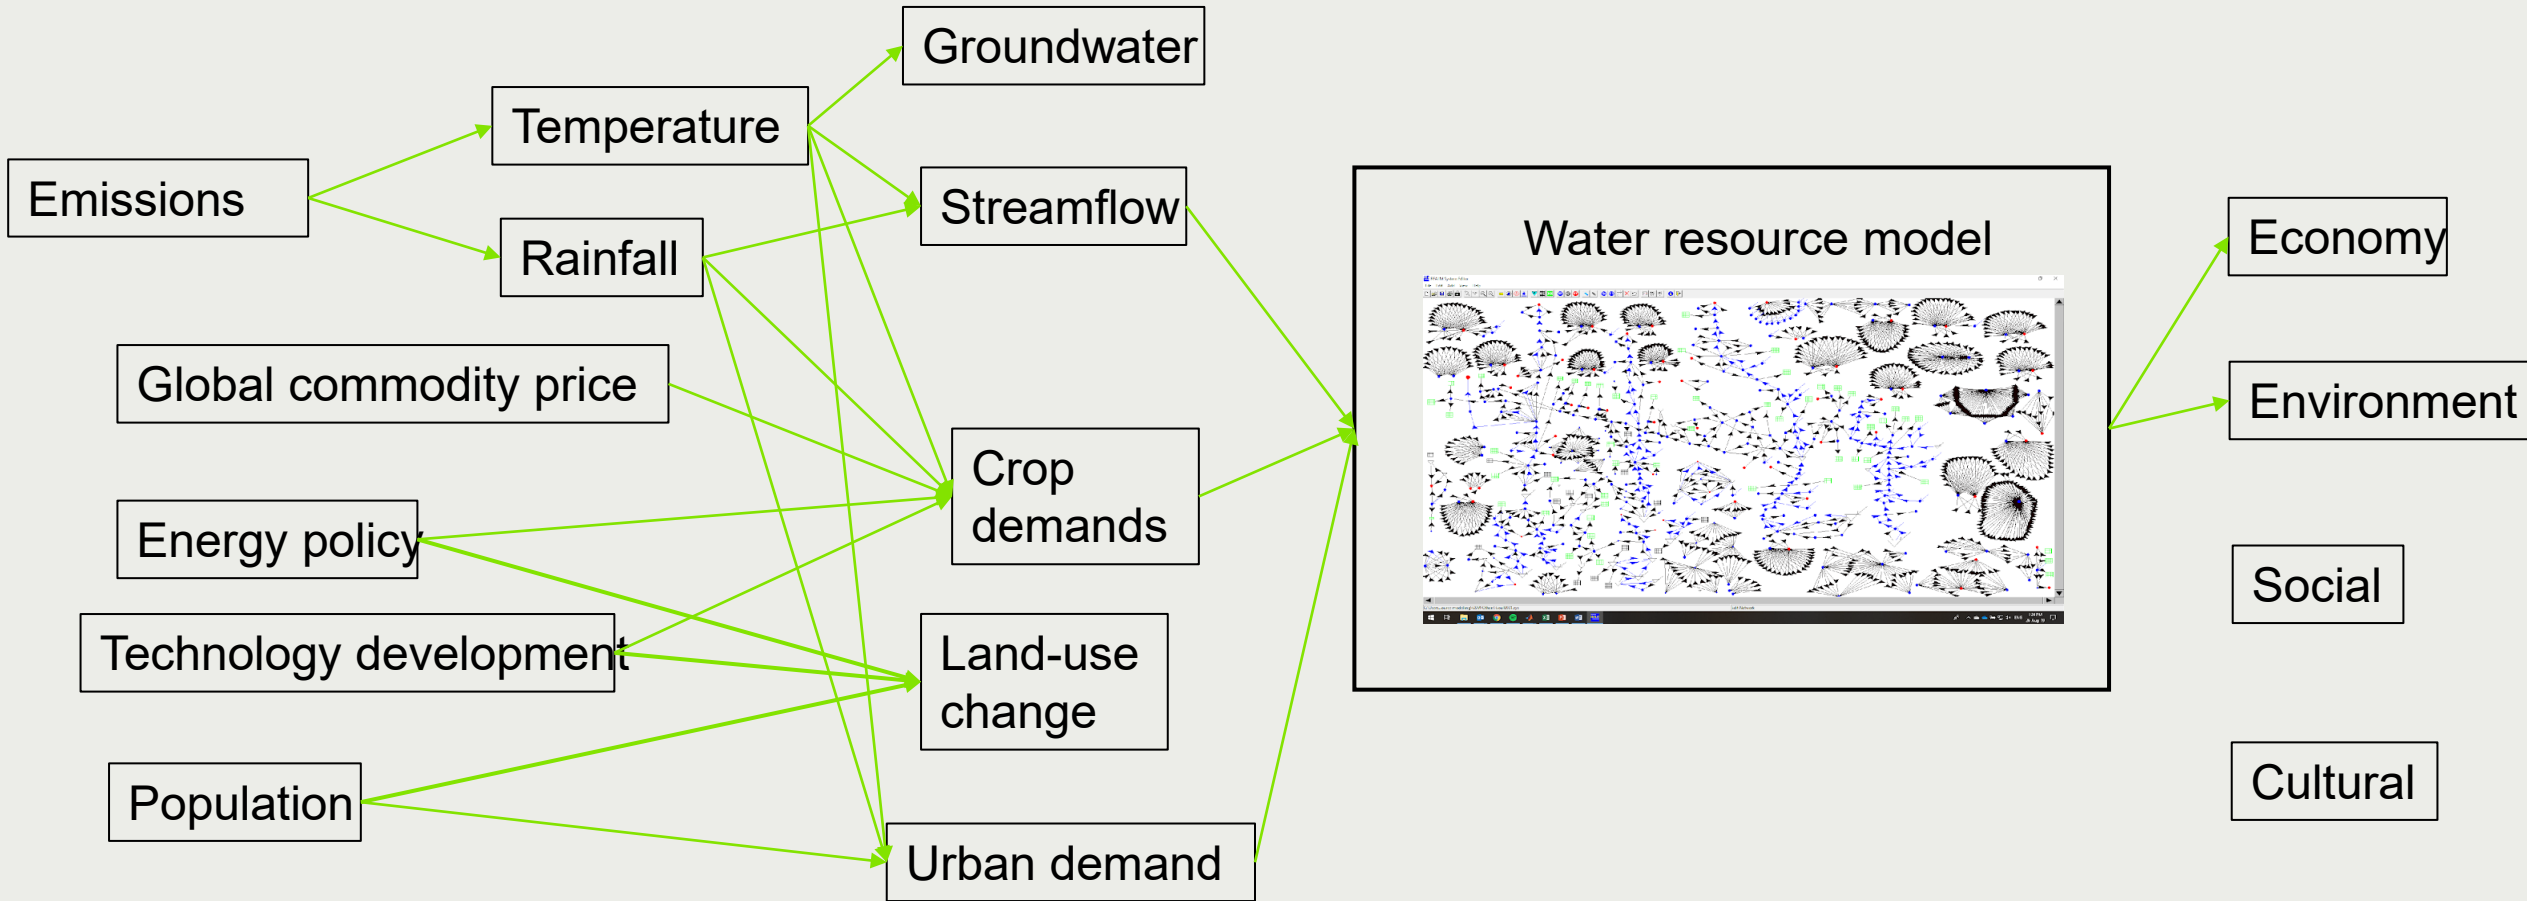 Groundwater
Temperature
Emissions
Streamflow
Rainfall
Water resource model
Economy
Global commodity price
Environment
Crop
demands
Energy policy
Social
Technology development
Land-use
change
Population
Cultural
Urban demand